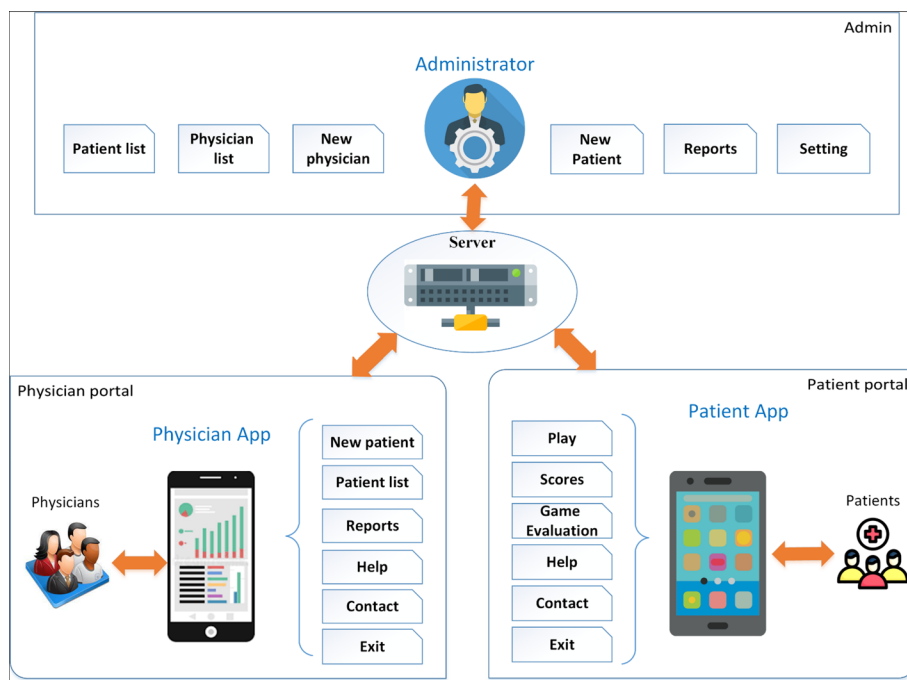 Admin
Administrator
Patient list
Physician
list
New
physician
New
Patient
Reports
Setting
Server
Physician portal
Physician App
Physicians
New patient
Patient list
Reports
Help
Contact
Exit
Patient portal
Patient App
Play
Scores
Game
Evaluation
Help
Contact
Exit
Patients